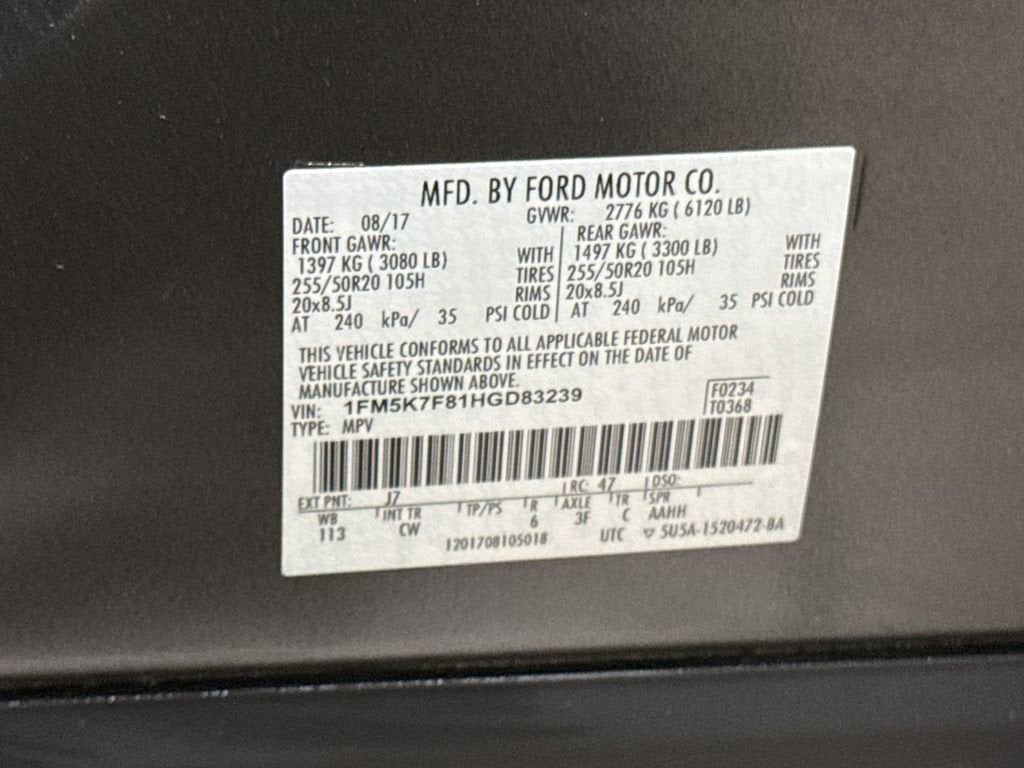 MFD. BY FORD MOTOR CO.
DATE: 08/17 GVWR: 2776 KG ( 6120 LB)
FRONT GAWR: REAR GAWR:
1397 KG ( 3080 LB) WITH 1497 KG ( 3300 LB) WITH
255/50R20 105H TIRES 255/50R20 105H TIRES
20x8.5J RIMS 20x8.5J RIMS
AT 240 kPa/ 35 PSI COLD AT 240 kPa/ 35 PSI COLD
THIS VEHICLE CONFORMS TO ALL APPLICABLE FEDERAL MOTOR
VEHICLE SAFETY STANDARDS IN EFFECT ON THE DATE OF
MANUFACTURE SHOWN ABOVE.
VIN: 1FM5K7F81HGD83239 F0234
TYPE: MPV T0368
EXT PNT: J7 RC: 47 DSO:
WB INT TR TP/PS R AXLE TR SPR
113 CW 6 3F C AAHH
1201708105018 UTC ▽ 5U5A-1520472-BA